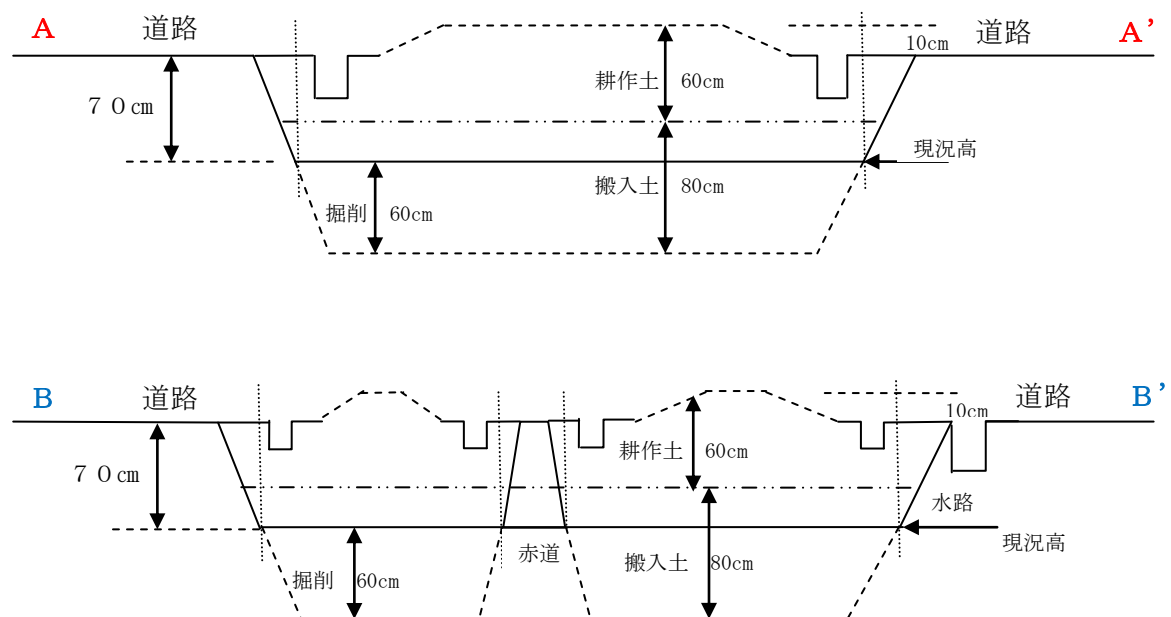 A 道路 道路 A’
10cm
耕作土 60cm
７０㎝
現況高
搬入土 80cm
掘削 60cm
B 道路 道路 B’
10cm
耕作土 60cm
７０㎝
水路
現況高
赤道
搬入土 80cm
掘削 60cm